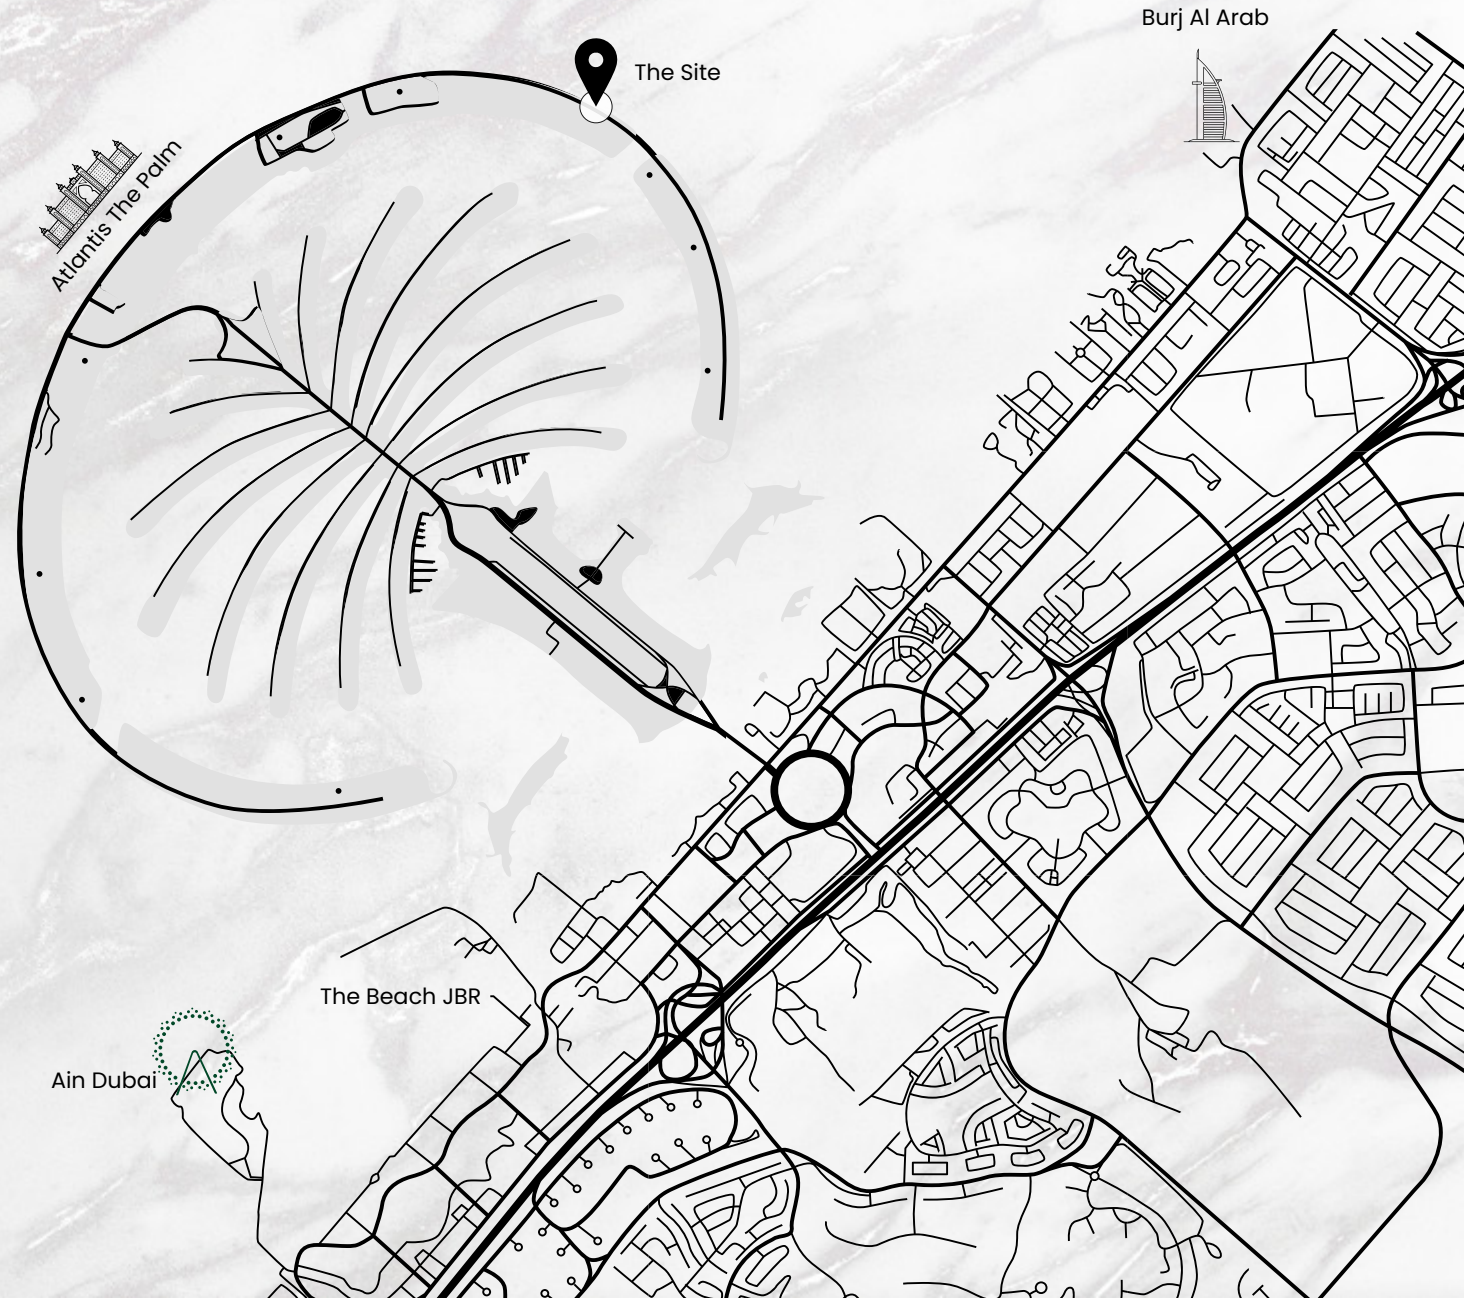 Burj Al Arab
The Site
Atlantis The Palm
The Beach JBR
Ain Dubai